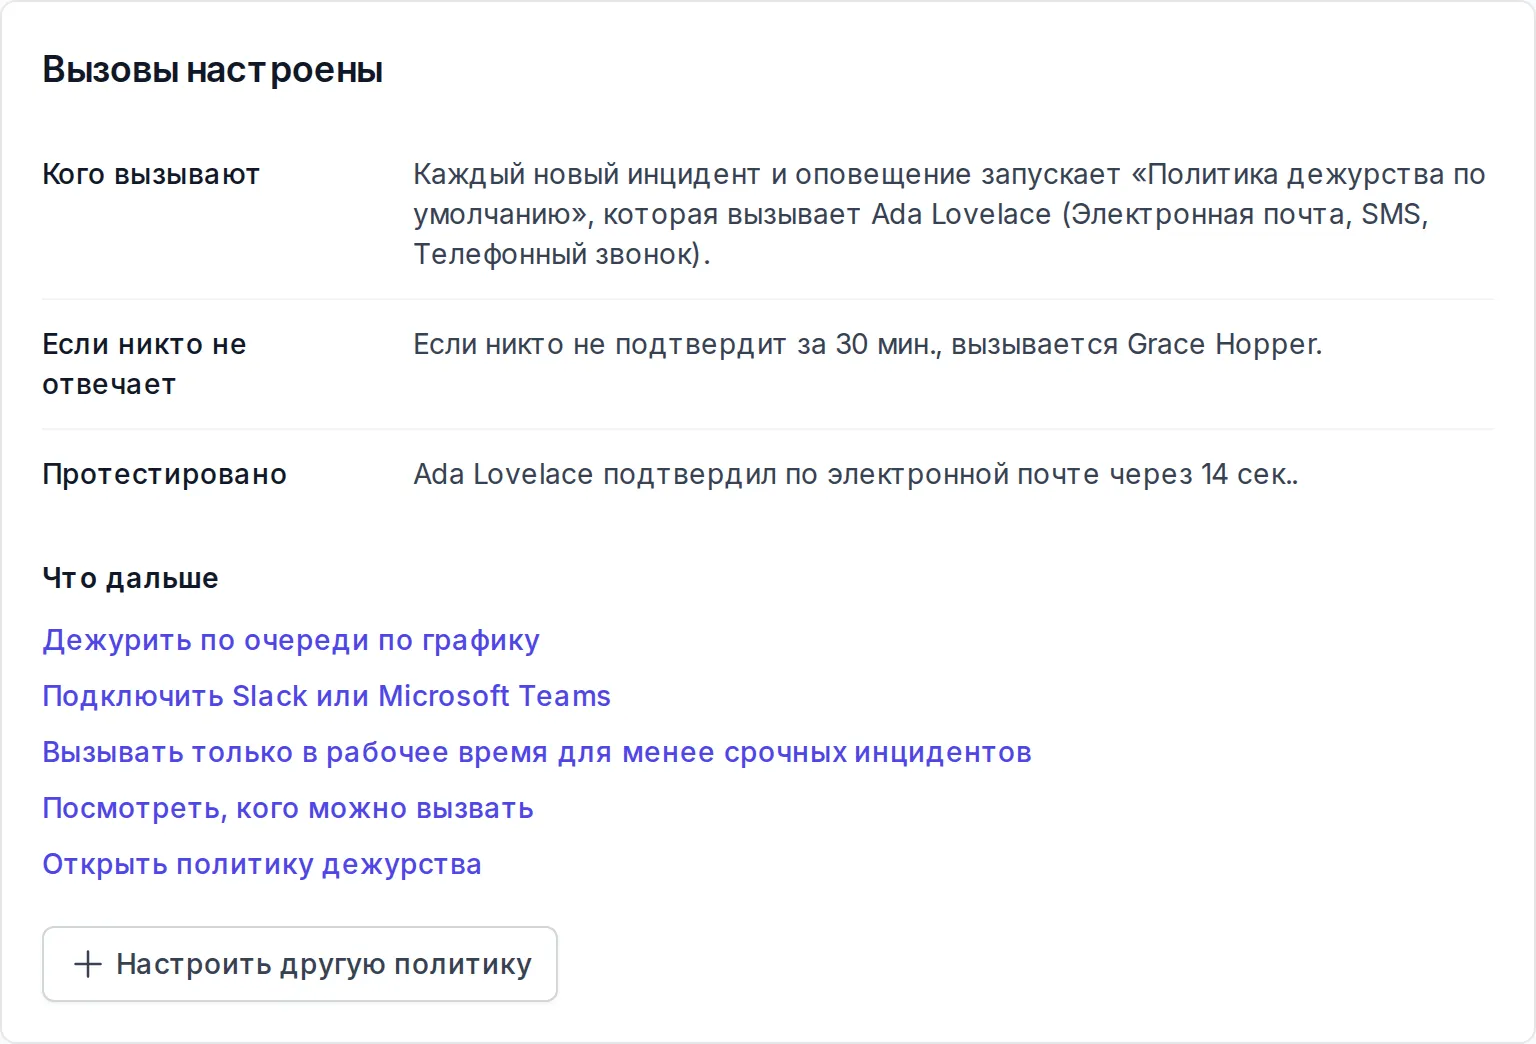 Вызовы настроены
Кого вызывают
Каждый новый инцидент и оповещение запускает «Политика дежурства по
умолчанию», которая вызывает Ada Lovelace (Электронная почта, SMS,
Телефонный звонок).
Если никто не
отвечает
Если никто не подтвердит за 30 мин., вызывается Grace Hopper.
Протестировано
Ada Lovelace подтвердил по электронной почте через 14 сек..
Что дальше
Дежурить по очереди по графику
Подключить Slack или Microsoft Teams
Вызывать только в рабочее время для менее срочных инцидентов
Посмотреть, кого можно вызвать
Открыть политику дежурства
Настроить другую политику